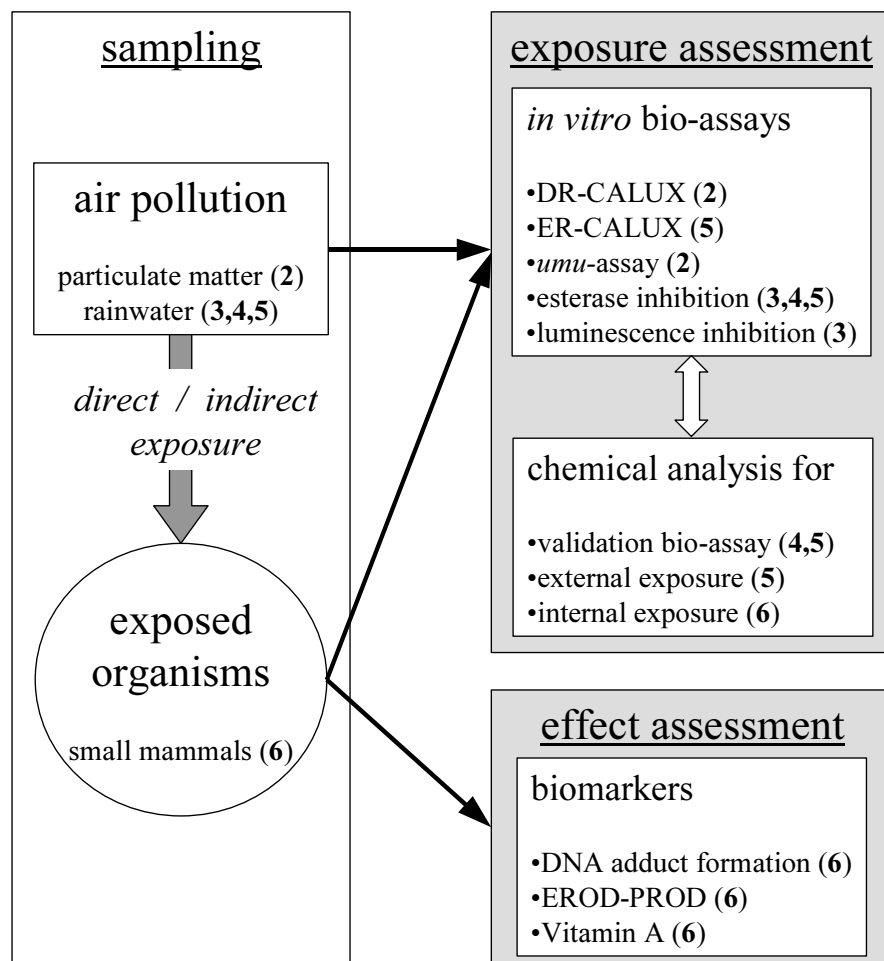 sampling
air pollution
particulate matter (2)
rainwater (3,4,5)
direct / indirect
exposure
exposed
organisms
small mammals (6)
exposure assessment
in vitro bio-assays
•DR-CALUX (2)
•ER-CALUX (5)
•umu-assay (2)
•esterase inhibition (3,4,5)
•luminescence inhibition (3)
chemical analysis for
•validation bio-assay (4,5)
•external exposure (5)
•internal exposure (6)
effect assessment
biomarkers
•DNA adduct formation (6)
•EROD-PROD (6)
•Vitamin A (6)